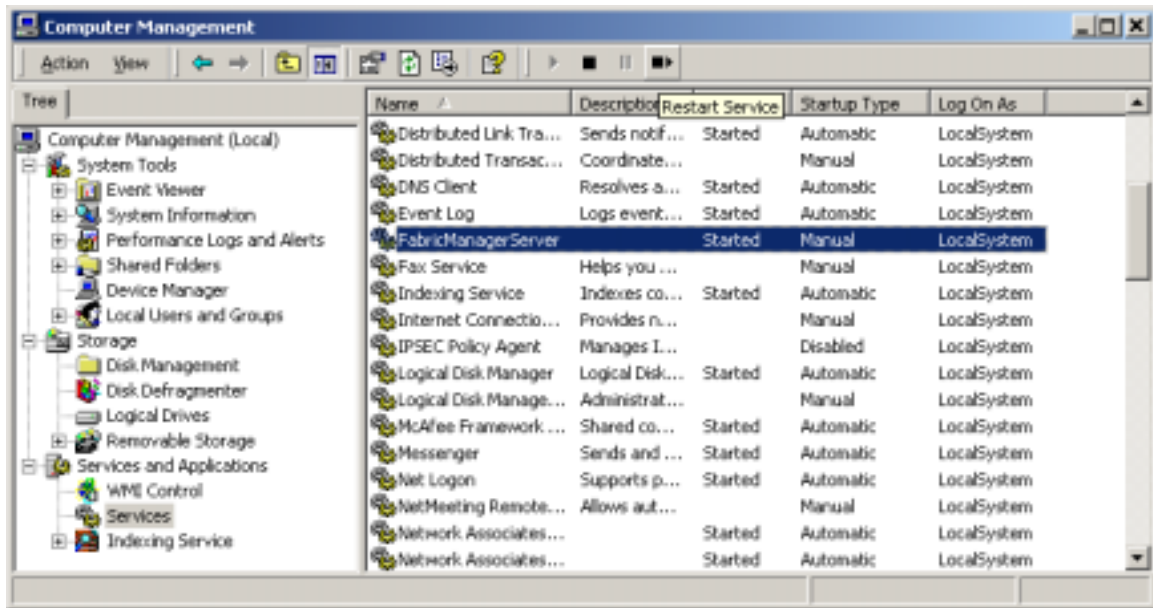 Computer Management
Action View
Tree
Computer Management (Local)
System Tools
Event Viewer
System Information
Performance Logs and Alerts
Shared Folders
Device Manager
Local Users and Groups
Storage
Disk Management
Disk Defragmenter
Logical Drives
Removable Storage
Services and Applications
WMI Control
Services
Indexing Service
Name Description Restart Service Startup Type Log On As
Distributed Link Tra... Sends notif... Started Automatic LocalSystem
Distributed Transac... Coordinate... Manual LocalSystem
DNS Client Resolves a... Started Automatic LocalSystem
Event Log Logs event... Started Automatic LocalSystem
FabricManagerServer Started Manual LocalSystem
Fax Service Helps you ... Manual LocalSystem
Indexing Service Indexes co... Started Automatic LocalSystem
Internet Connectio... Provides n... Manual LocalSystem
IPSEC Policy Agent Manages I... Disabled LocalSystem
Logical Disk Manager Logical Disk... Started Automatic LocalSystem
Logical Disk Manage... Administrat... Manual LocalSystem
McAfee Framework ... Shared co... Started Automatic LocalSystem
Messenger Sends and ... Started Automatic LocalSystem
Net Logon Supports p... Started Automatic LocalSystem
NetMeeting Remote... Allows aut... Manual LocalSystem
Network Associates... Started Automatic LocalSystem
Network Associates... Started Automatic LocalSystem